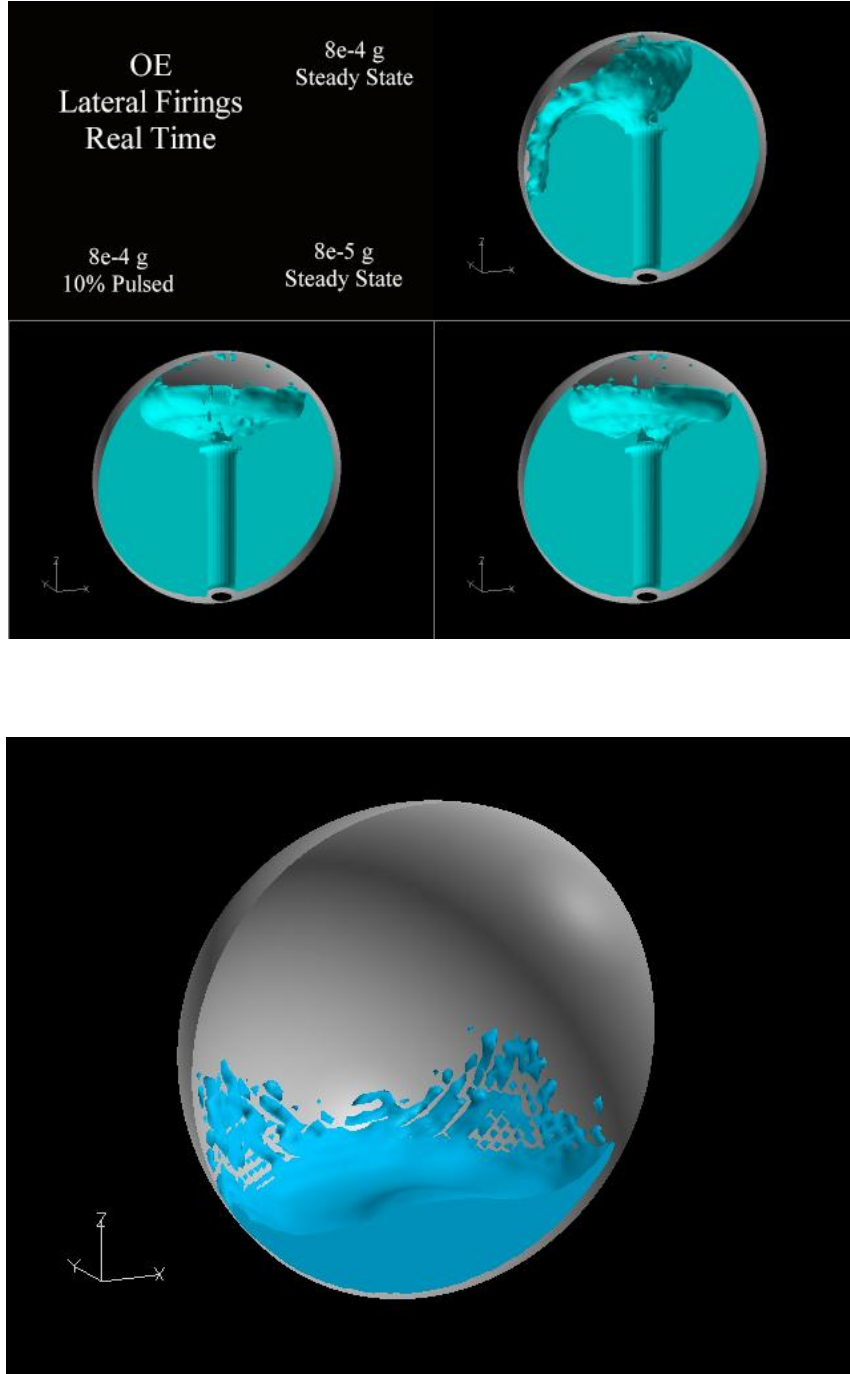 OE
Lateral Firings
Real Time
8e-4 g
Steady State
8e-4 g
10% Pulsed
8e-5 g
Steady State
Z
Y
X
Z
Y
X
Z
Y
X
Z
Y
X